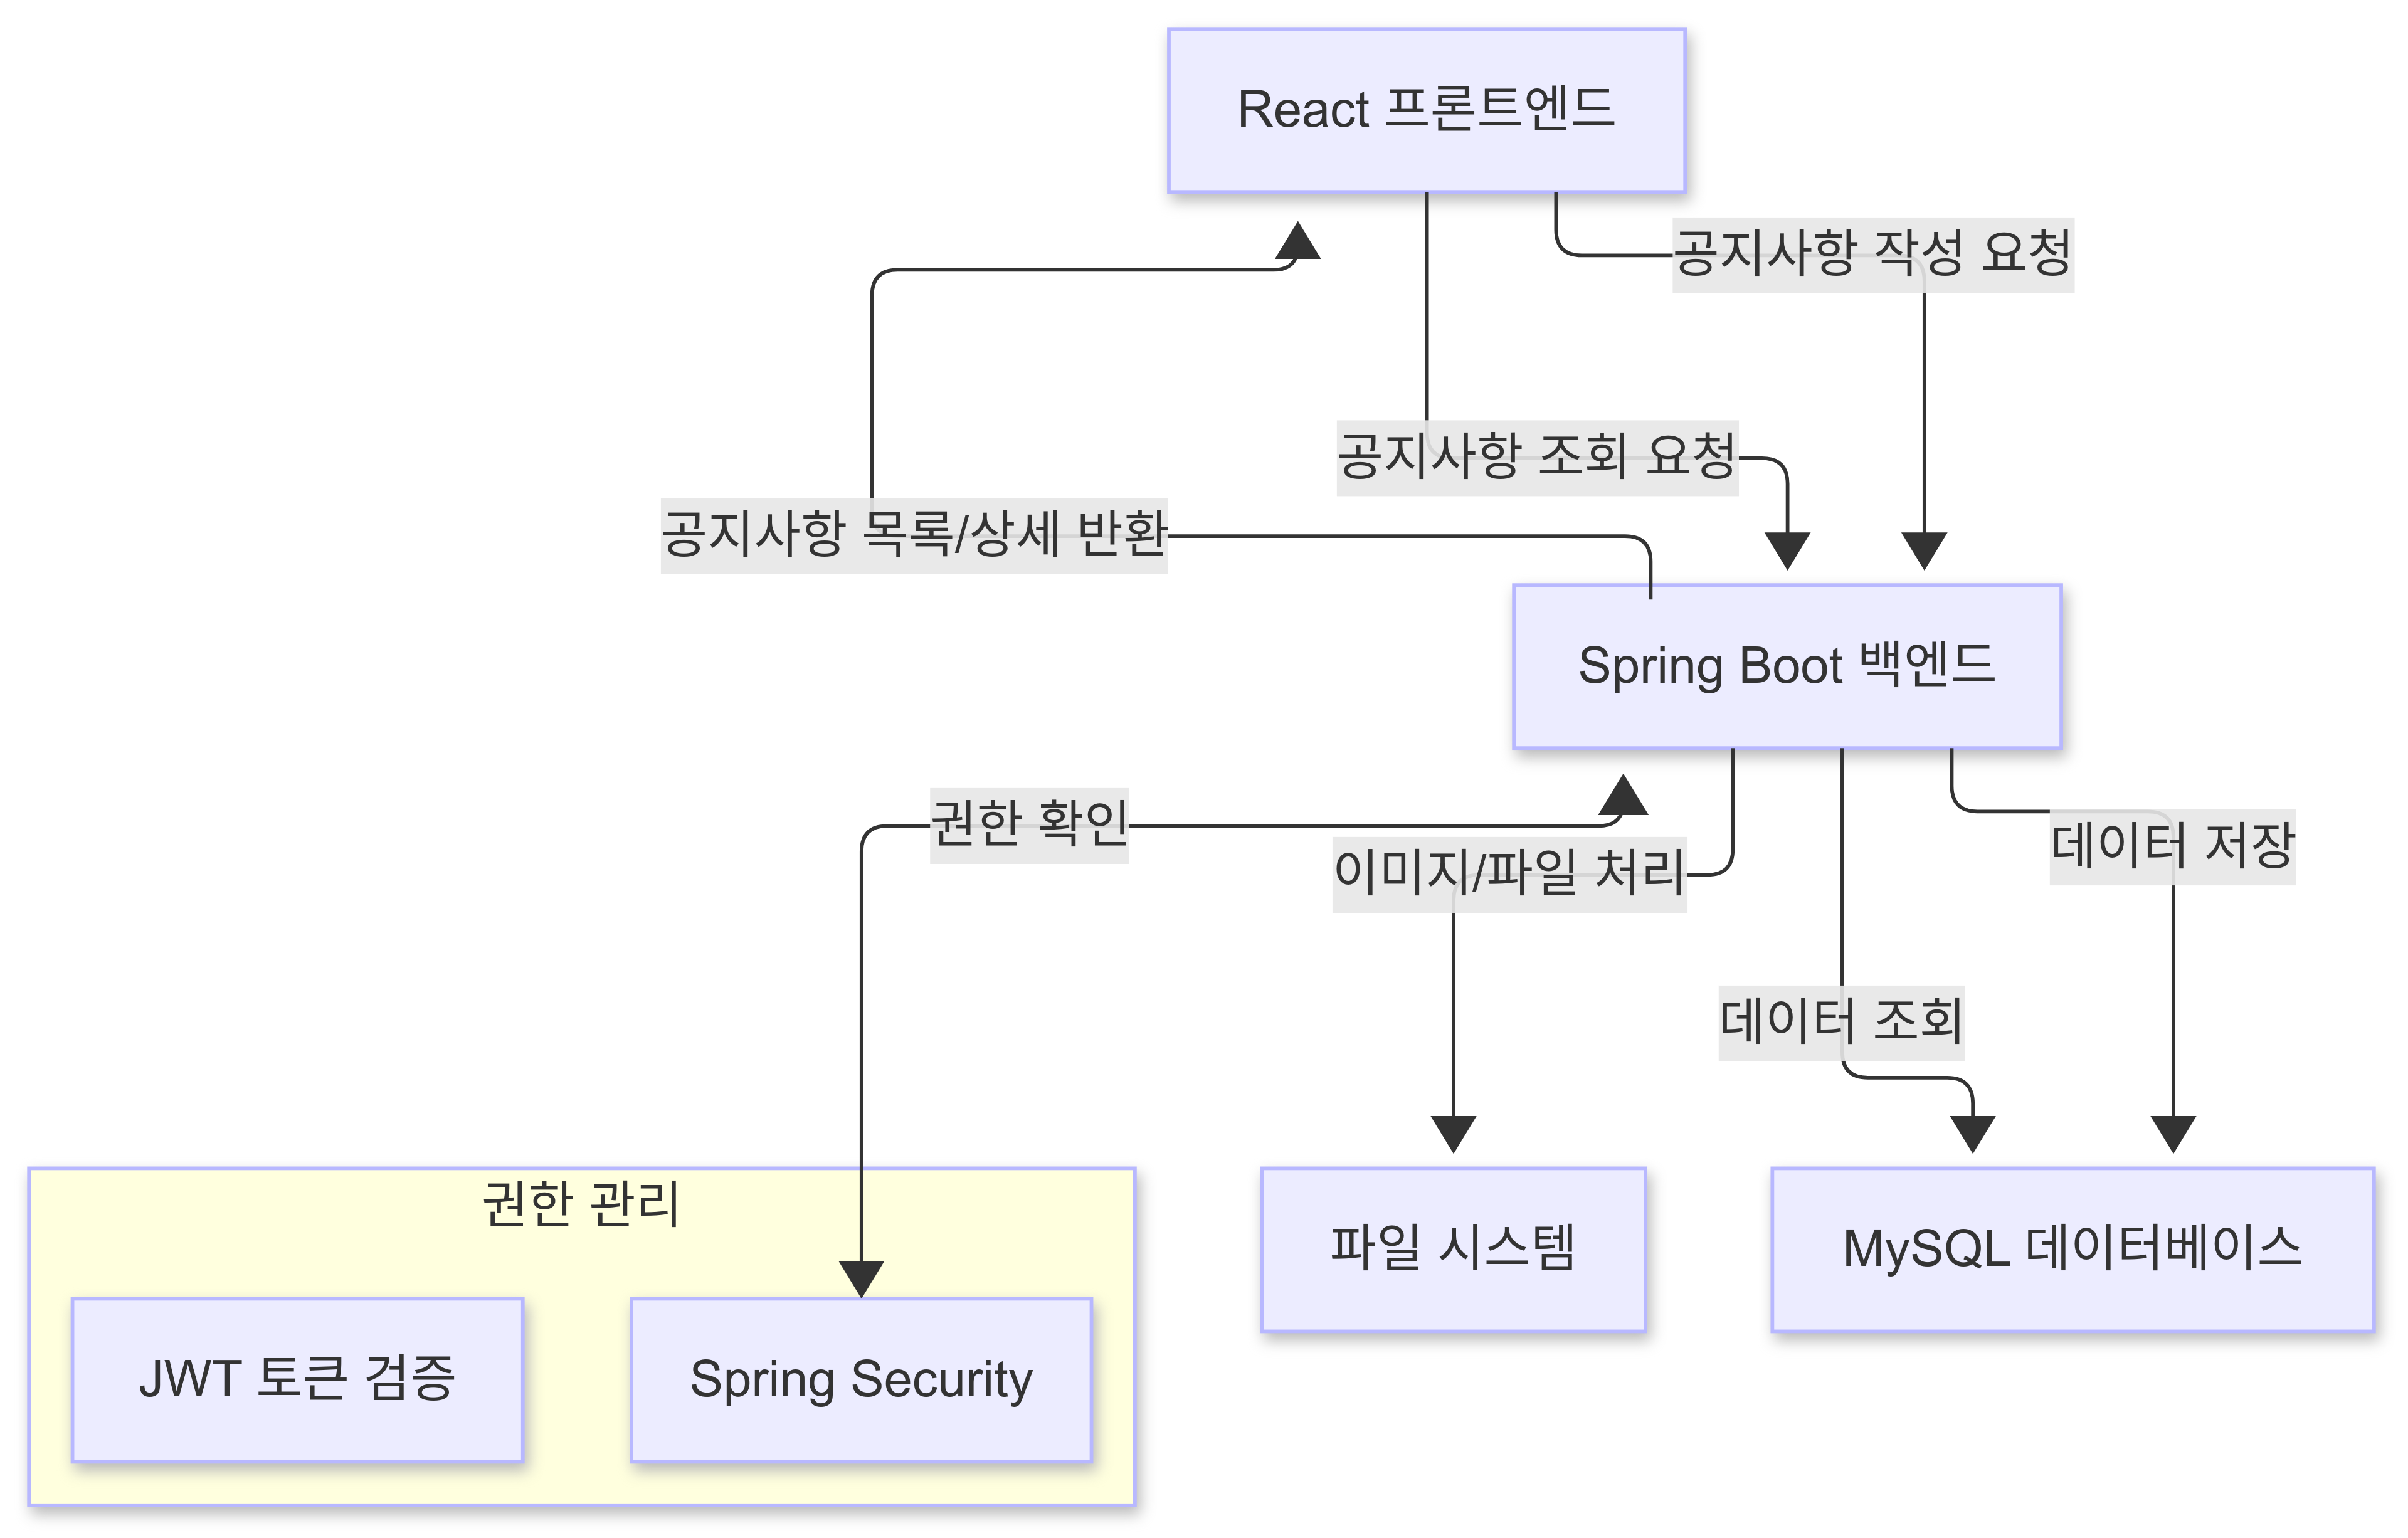 React 프론트엔드
공지사항 작성 요청
공지사항 조회 요청
공지사항 목록/상세 반환
Spring Boot 백엔드
권한 확인
이미지/파일 처리
데이터 저장
데이터 조회
권한 관리
파일 시스템
MySQL 데이터베이스
JWT 토큰 검증
Spring Security